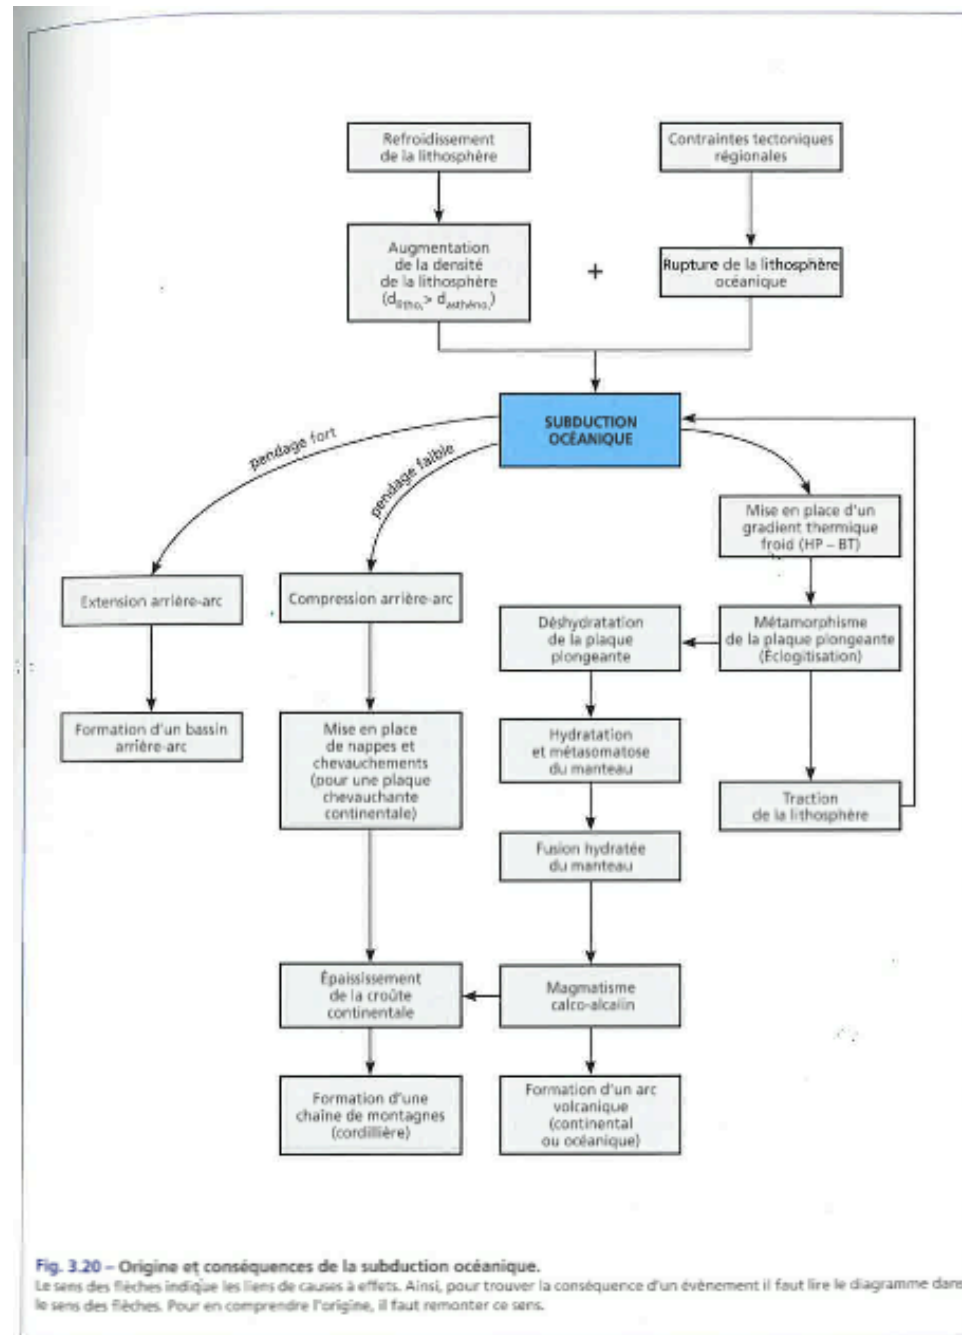 Refroidissement
de la lithosphère
Contraintes tectoniques
régionales
Augmentation
de la densité
de la lithosphère
(dlitho.> dasthéno.)
+
Rupture de la lithosphère
océanique
SUBDUCTION
OCÉANIQUE
pendage fort
pendage faible
Mise en place d'un
gradient thermique
froid (HP – BT)
Extension arrière-arc
Compression arrière-arc
Déshydratation
de la plaque
plongeante
Métamorphisme
de la plaque plongeante
(Éclogitisation)
Formation d'un bassin
arrière-arc
Mise en place
de nappes et
chevauchements
(pour une plaque
chevauchante
continentale)
Hydratation
et métasomatose
du manteau
Traction
de la lithosphère
Fusion hydratée
du manteau
Épaississement
de la croûte
continentale
Magmatisme
calco-alcalin
Formation d'une
chaîne de montagnes
(cordillière)
Formation d'un arc
volcanique
(continental
ou océanique)
Fig. 3.20 – Origine et conséquences de la subduction océanique.
Le sens des flèches indique les liens de causes à effets. Ainsi, pour trouver la conséquence d'un évènement il faut lire le diagramme dans
le sens des flèches. Pour en comprendre l'origine, il faut remonter ce sens.